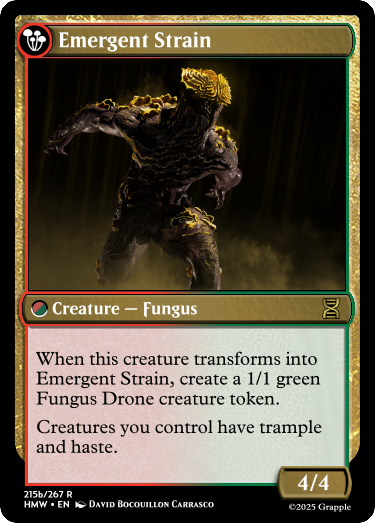 Emergent Strain
Creature — Fungus
When this creature transforms into
Emergent Strain, create a 1/1 green
Fungus Drone creature token.
Creatures you control have trample
and haste.
4/4
215b/267 R
HMW • EN David Bocouillon Carrasco
©2025 Grapple